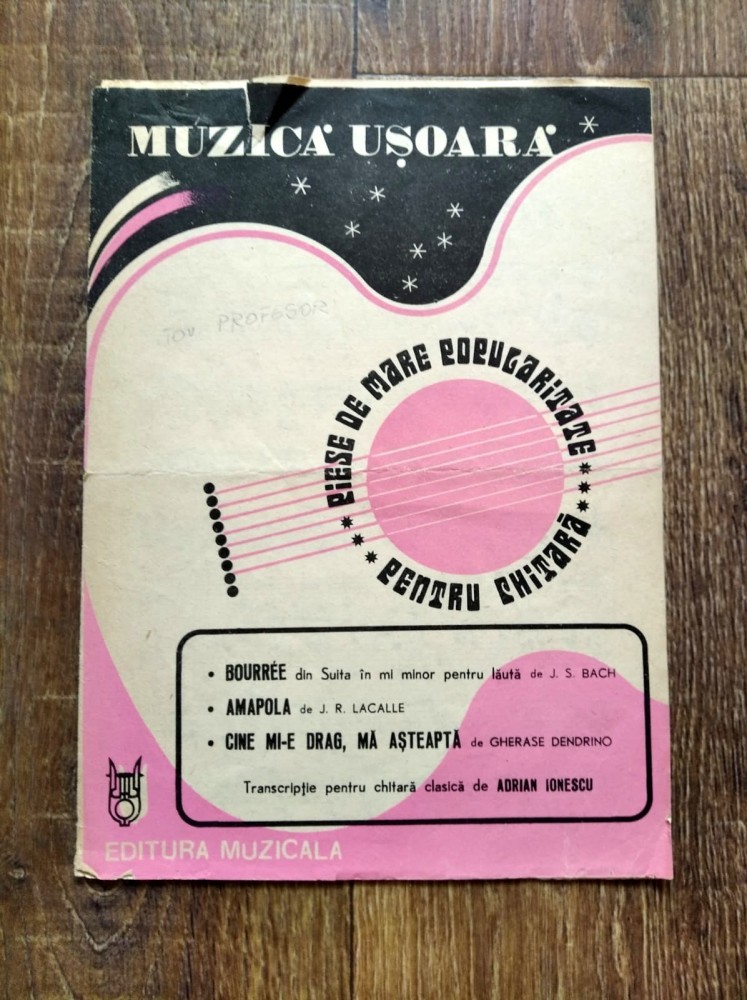 MUZICĂ UȘOARĂ
TOV. PROFESOR
PIESE DE MARE POPULARITATE
PENTRU CHITARĂ
• BOURRÉE din Suita în mi minor pentru lăută de J. S. BACH
• AMAPOLA de J. R. LACALLE
• CINE MI-E DRAG, MĂ AȘTEAPTĂ de GHERASE DENDRINO
Transcripție pentru chitară clasică de ADRIAN IONESCU
EDITURA MUZICALA